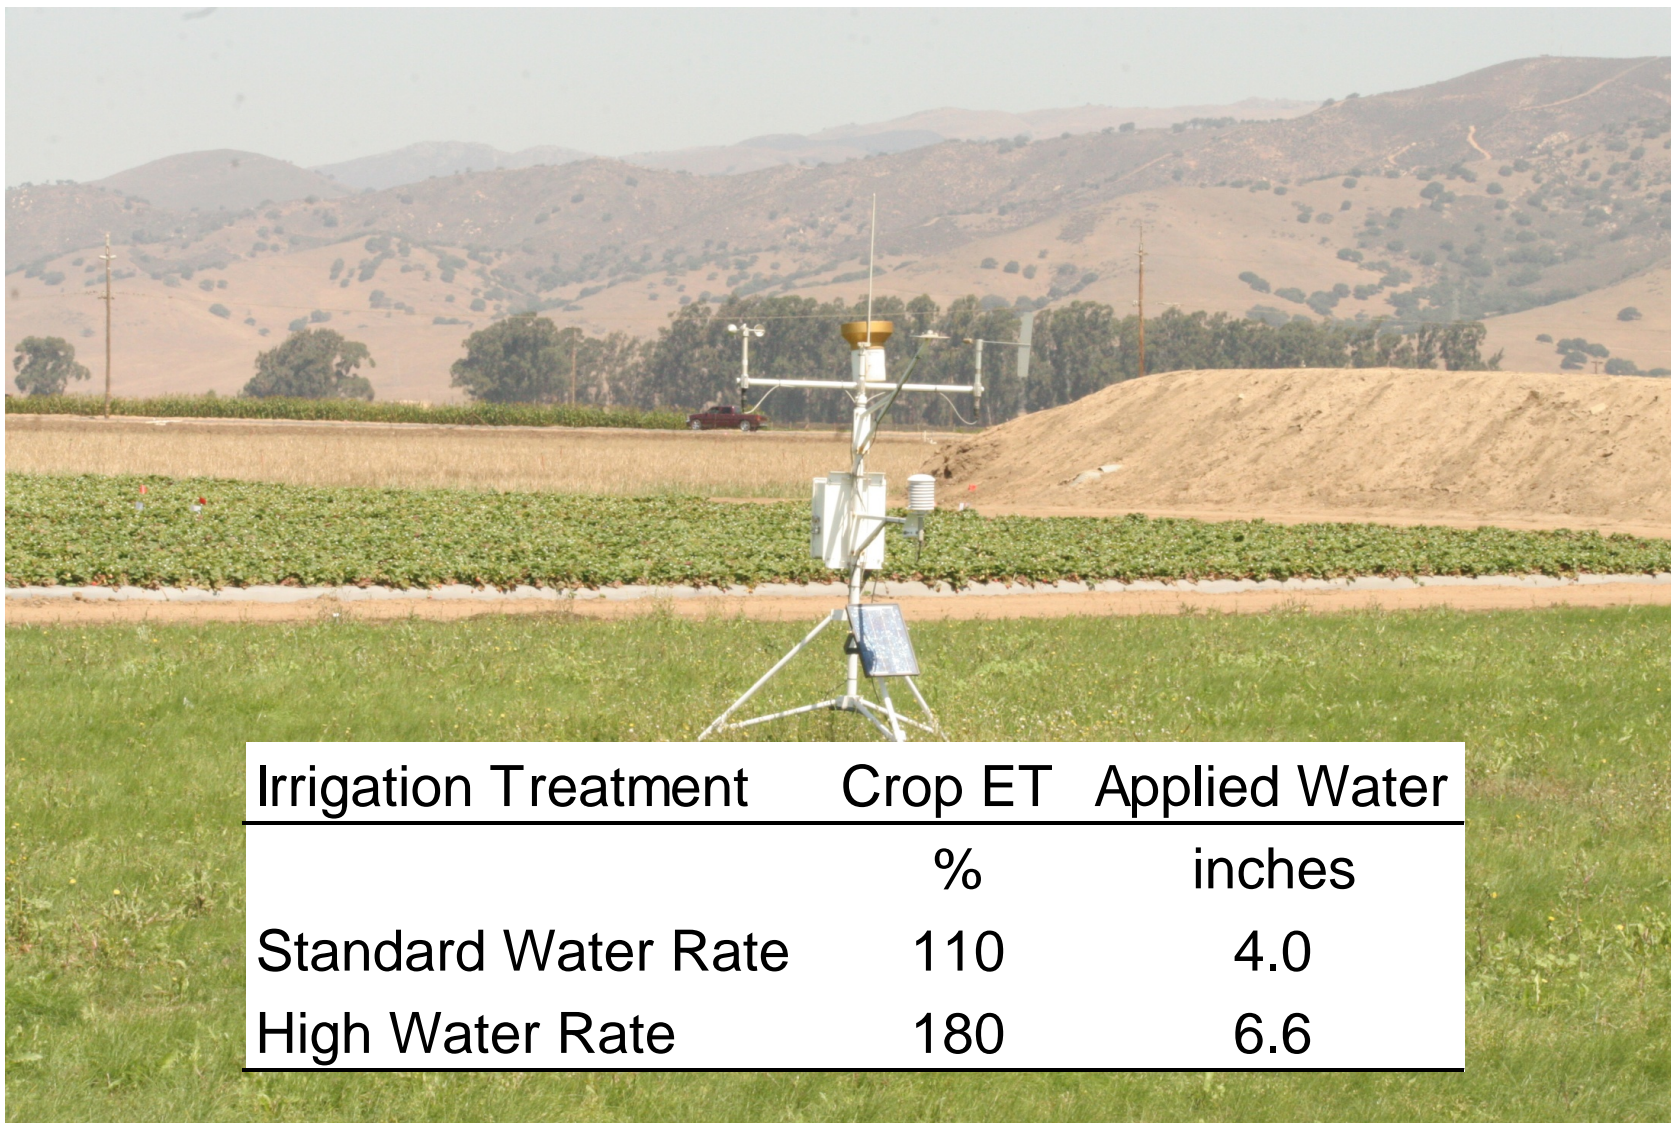 Irrigation Treatment Crop ET Applied Water
% inches
Standard Water Rate 110 4.0
High Water Rate 180 6.6